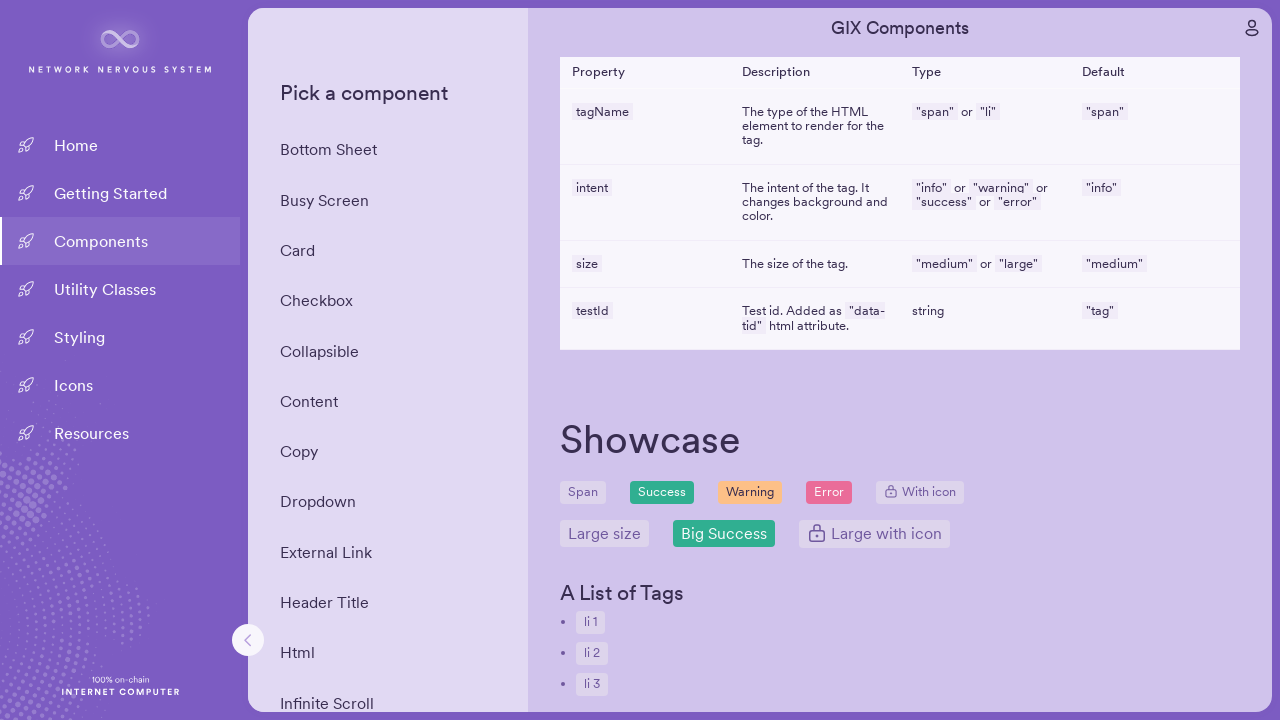 NETWORK NERVOUS SYSTEM
Home
Getting Started
Components
Utility Classes
Styling
Icons
Resources
100% on-chain
INTERNET COMPUTER
Pick a component
Bottom Sheet
Busy Screen
Card
Checkbox
Collapsible
Content
Copy
Dropdown
External Link
Header Title
Html
Infinite Scroll
GIX Components
Property Description Type Default
tagName The type of the HTML "span" or "li" "span"
element to render for the
tag.
intent The intent of the tag. It "info" or "warning" or "info"
changes background and "success" or "error"
color.
size The size of the tag. "medium" or "large" "medium"
testId Test id. Added as "data- string "tag"
tid" html attribute.
Showcase
Span Success Warning Error With icon
Large size Big Success Large with icon
A List of Tags
li 1
li 2
li 3